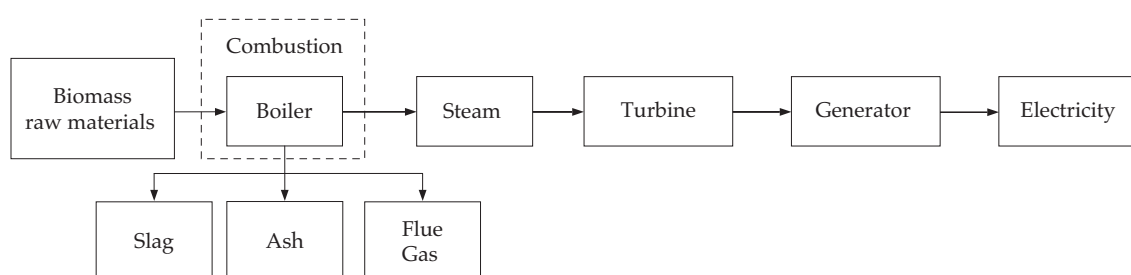 Combustion
Biomass
raw materials
Boiler
Steam
Turbine
Generator
Electricity
Slag
Ash
Flue
Gas